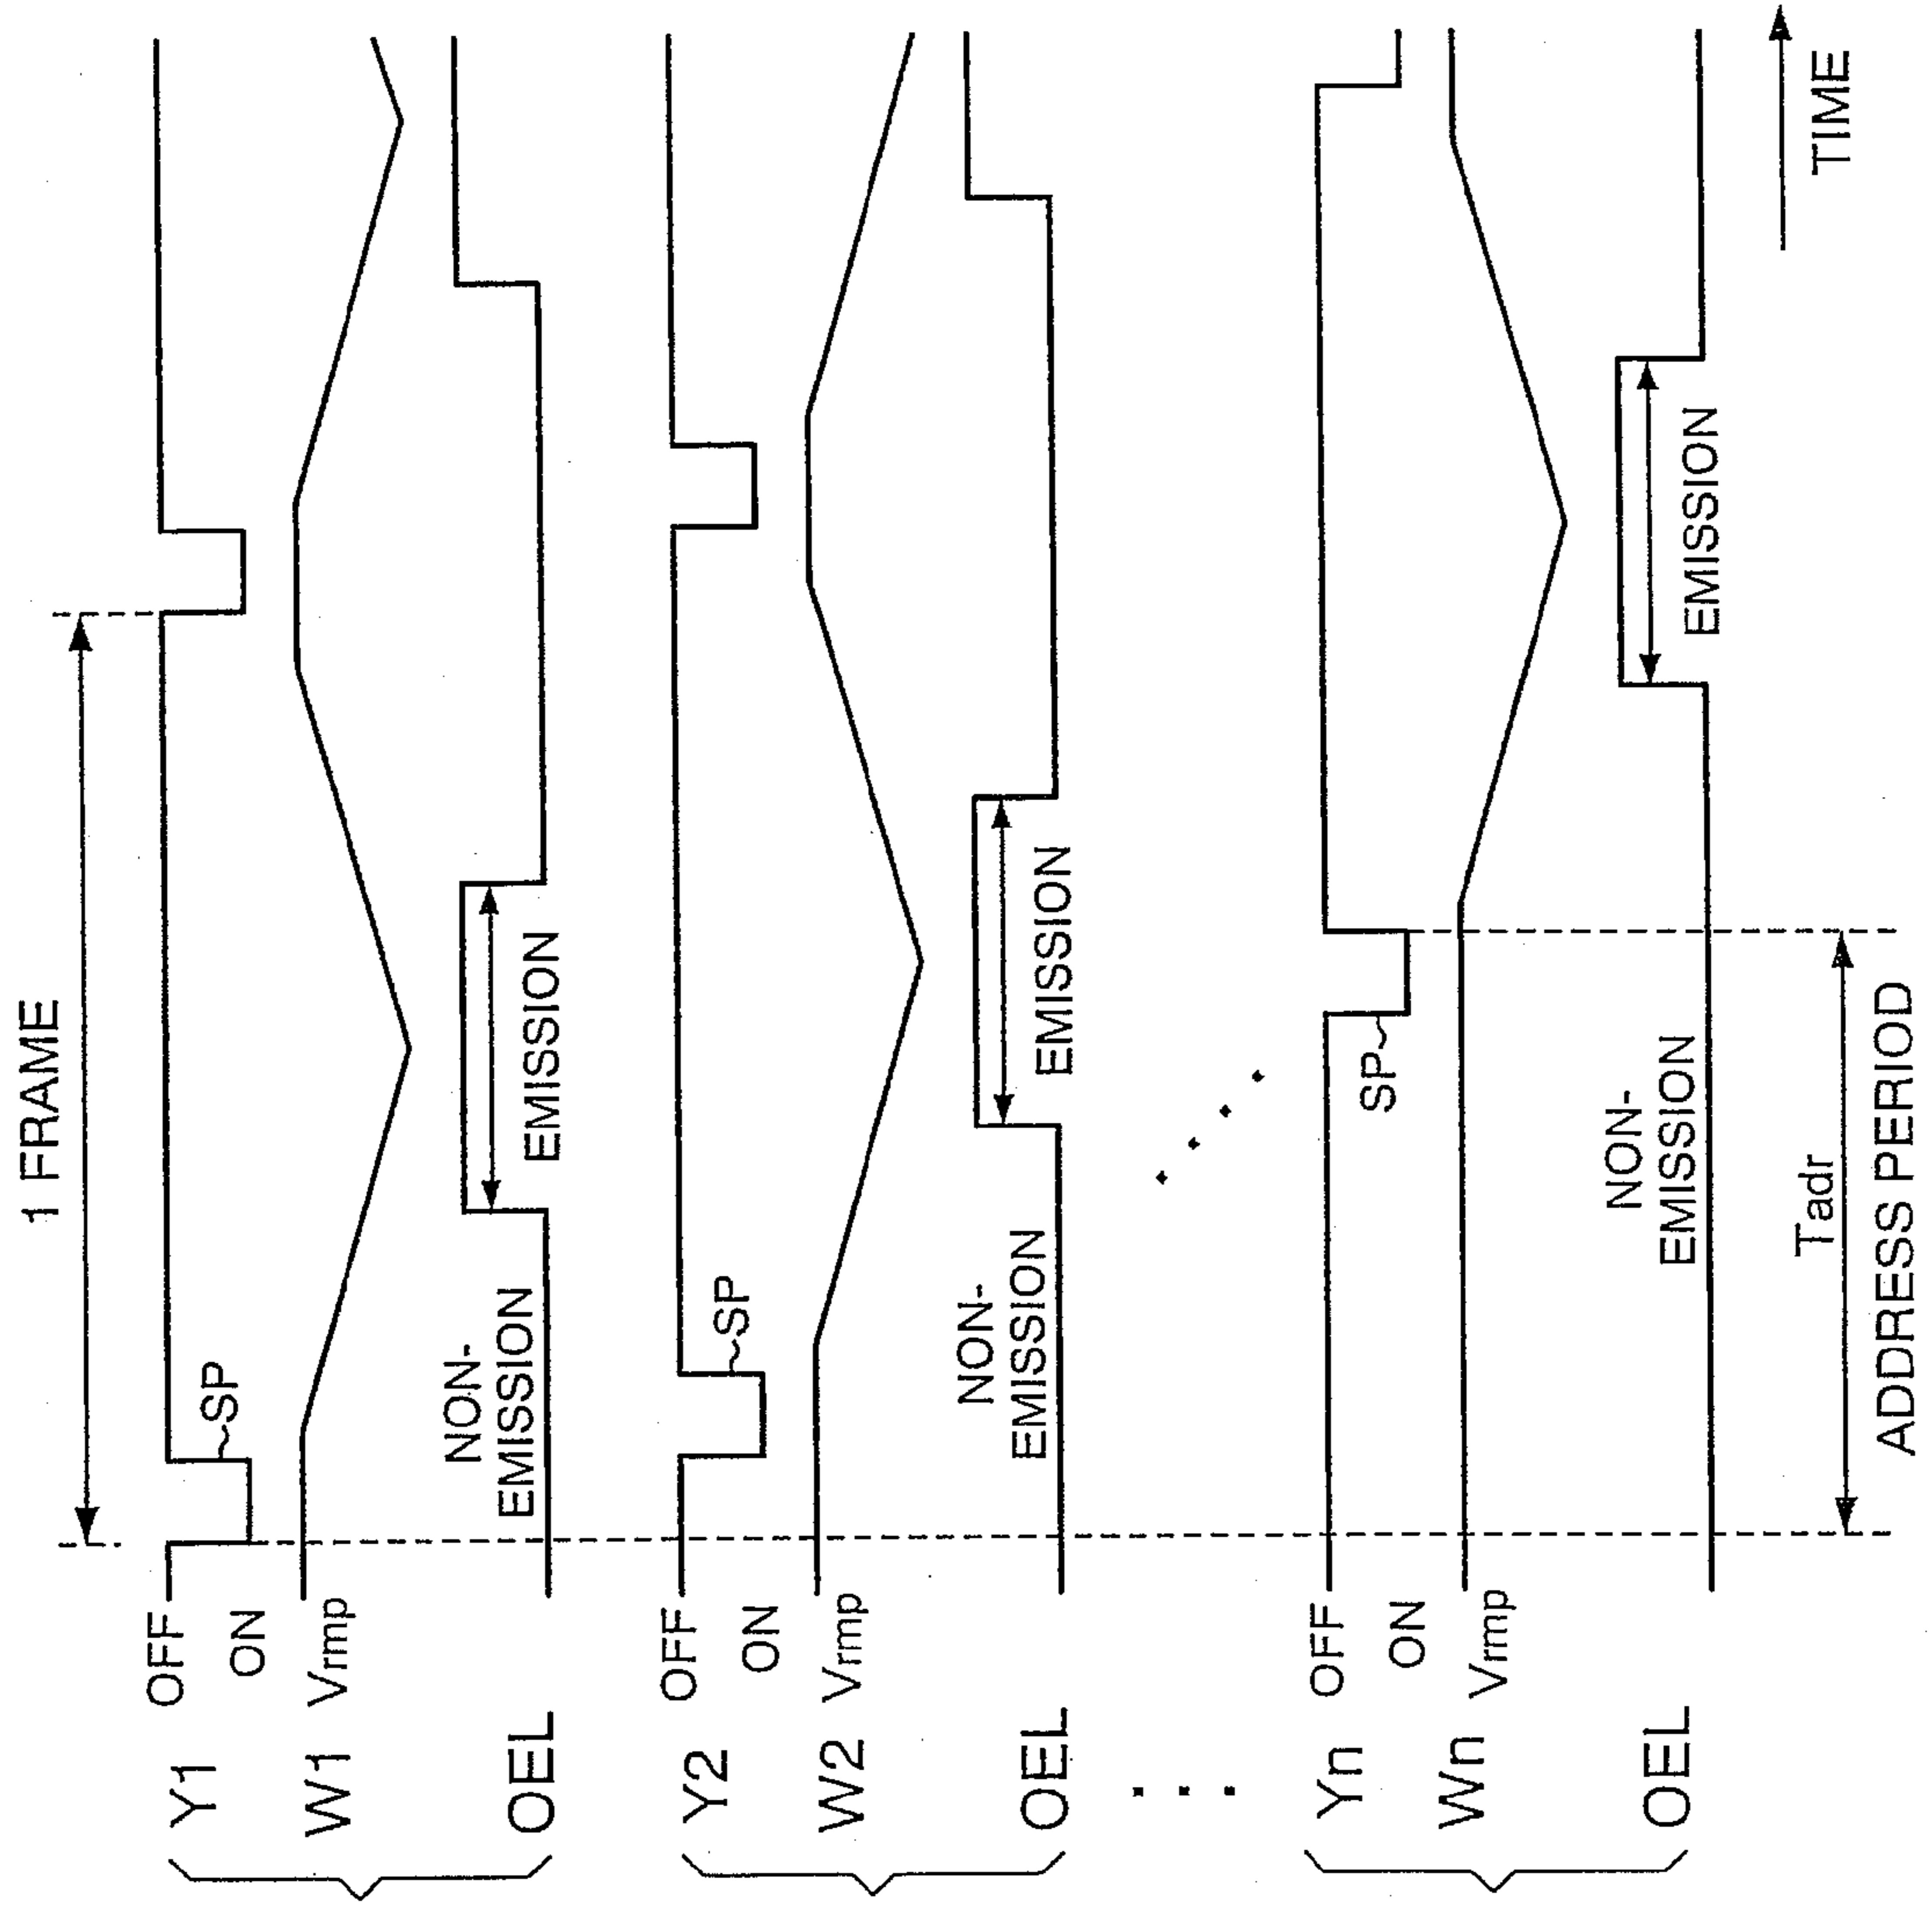 1 FRAME
Y1
OFF
ON
SP
W1
Vrmp
OEL
NON-
EMISSION
EMISSION
Y2
OFF
ON
SP
W2
Vrmp
OEL
NON-
EMISSION
EMISSION
Yn
OFF
ON
SP
Wn
Vrmp
OEL
NON-
EMISSION
EMISSION
Tadr
ADDRESS PERIOD
TIME